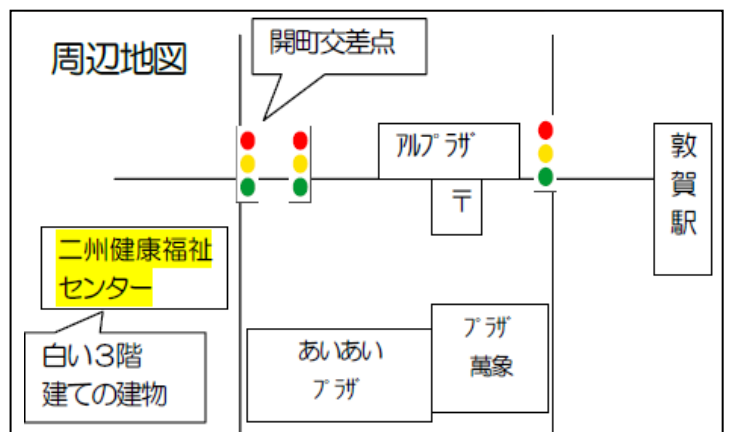 周辺地図
開町交差点
ｱﾙﾌﾟﾗｻﾞ
〒
敦
賀
駅
二州健康福祉
センター
白い３階
建ての建物
あいあい
ﾌﾟﾗｻﾞ
ﾌﾟﾗｻﾞ
萬象